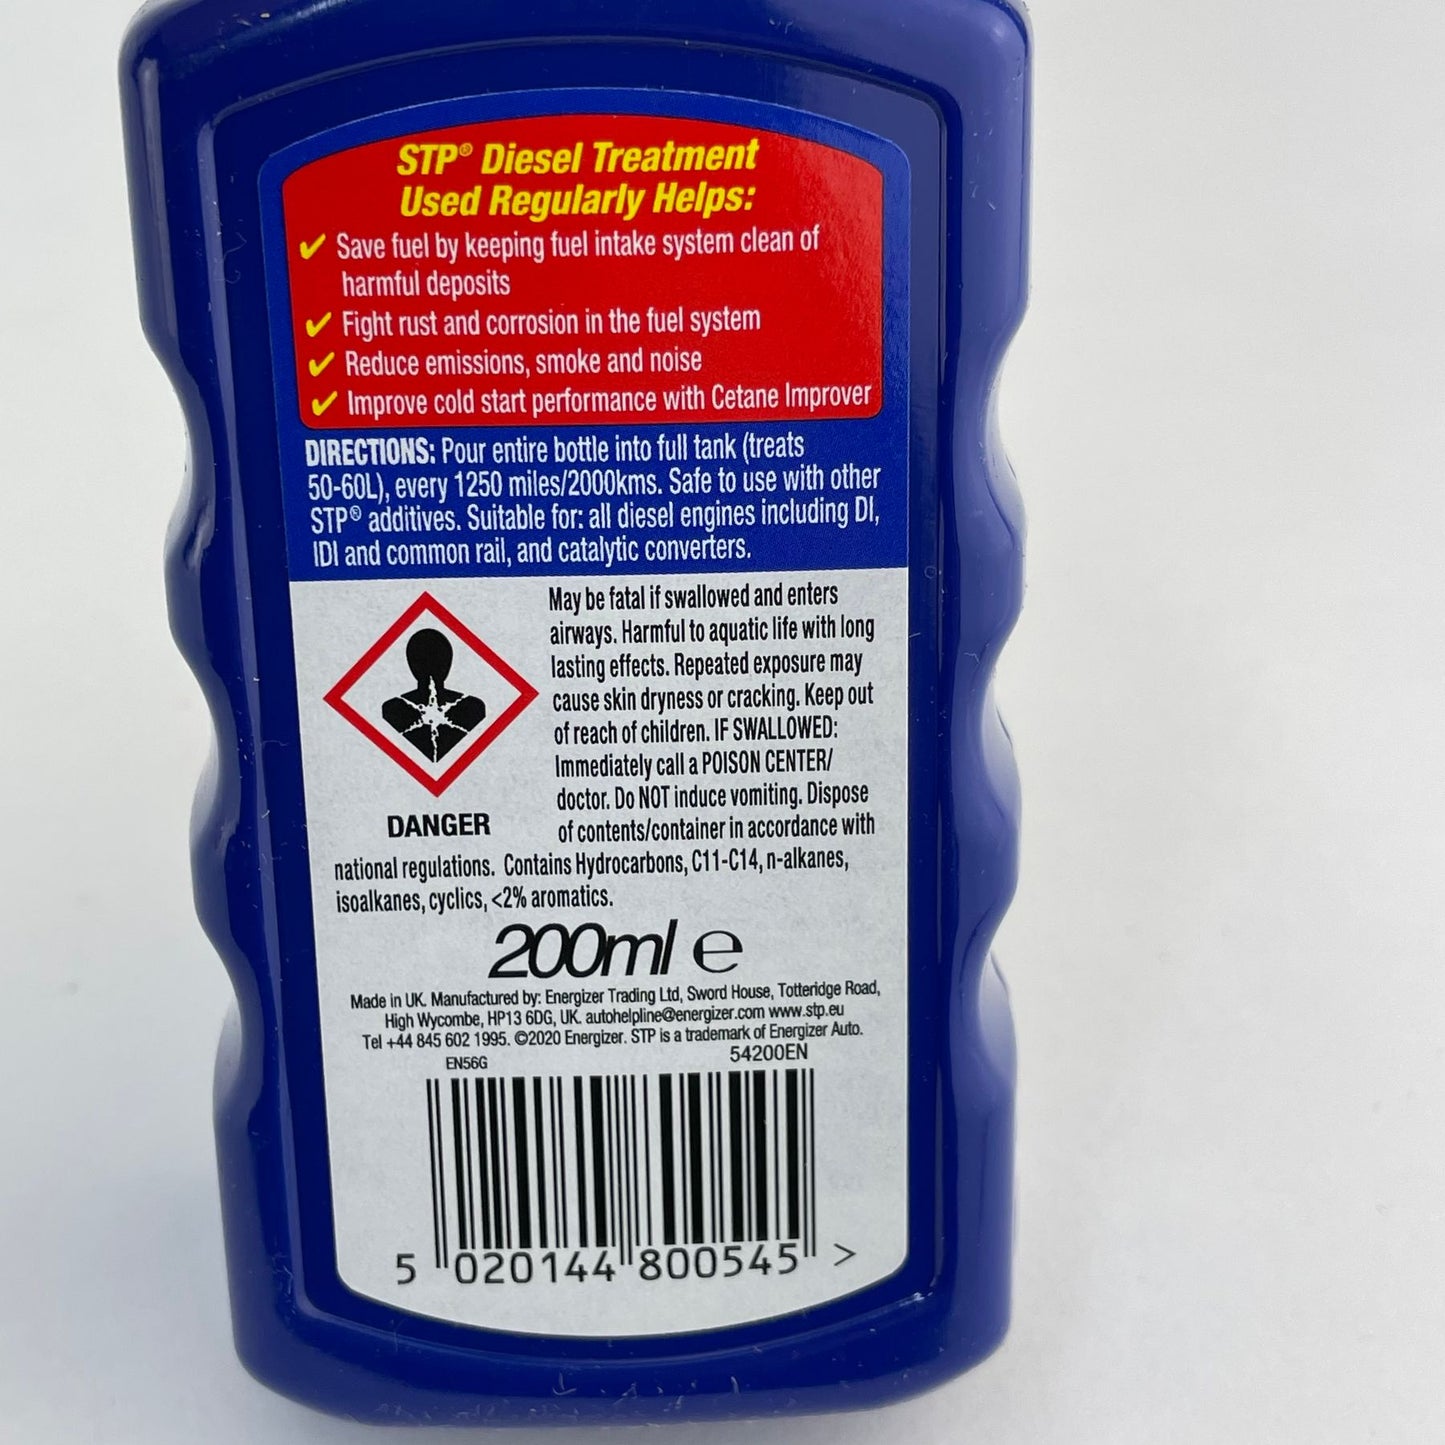 STP® Diesel Treatment
Used Regularly Helps:
✓ Save fuel by keeping fuel intake system clean of
harmful deposits
✓ Fight rust and corrosion in the fuel system
✓ Reduce emissions, smoke and noise
✓ Improve cold start performance with Cetane Improver
DIRECTIONS: Pour entire bottle into full tank (treats
50-60L), every 1250 miles/2000kms. Safe to use with other
STP® additives. Suitable for: all diesel engines including DI,
IDI and common rail, and catalytic converters.
May be fatal if swallowed and enters
airways. Harmful to aquatic life with long
lasting effects. Repeated exposure may
cause skin dryness or cracking. Keep out
of reach of children. IF SWALLOWED:
Immediately call a POISON CENTER/
doctor. Do NOT induce vomiting. Dispose
of contents/container in accordance with
DANGER
national regulations. Contains Hydrocarbons, C11-C14, n-alkanes,
isoalkanes, cyclics, <2% aromatics.
200ml ℮
Made in UK. Manufactured by: Energizer Trading Ltd, Sword House, Totteridge Road,
High Wycombe, HP13 6DG, UK. autohelpline@energizer.com www.stp.eu
Tel +44 845 602 1995. ©2020 Energizer. STP is a trademark of Energizer Auto.
EN56G 54200EN
5 020144 800545 >